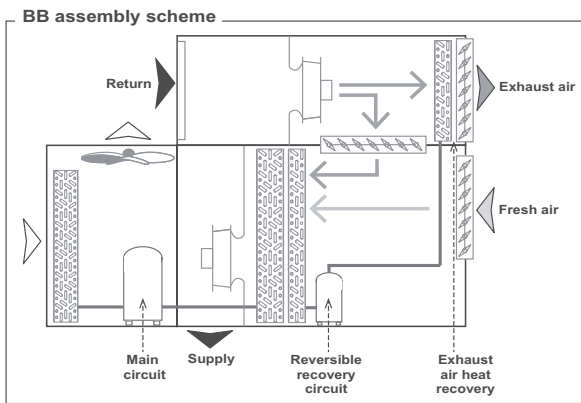 BB assembly scheme
Return
Exhaust air
Fresh air
Main
circuit
Supply
Reversible
recovery
circuit
Exhaust
air heat
recovery